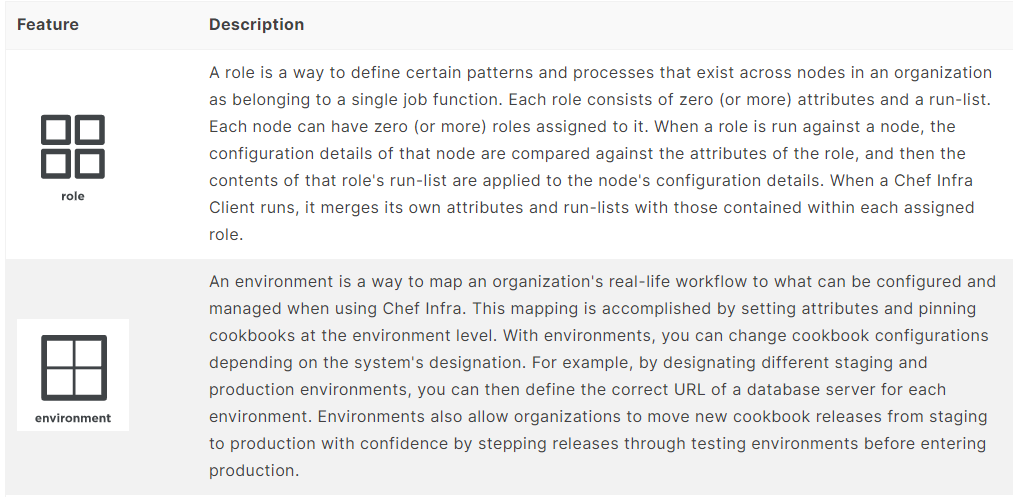 Feature Description
A role is a way to define certain patterns and processes that exist across nodes in an organization
as belonging to a single job function. Each role consists of zero (or more) attributes and a run-list.
Each node can have zero (or more) roles assigned to it. When a role is run against a node, the
configuration details of that node are compared against the attributes of the role, and then the
contents of that role's run-list are applied to the node's configuration details. When a Chef Infra
Client runs, it merges its own attributes and run-lists with those contained within each assigned
role.
role
An environment is a way to map an organization's real-life workflow to what can be configured and
managed when using Chef Infra. This mapping is accomplished by setting attributes and pinning
cookbooks at the environment level. With environments, you can change cookbook configurations
depending on the system's designation. For example, by designating different staging and
production environments, you can then define the correct URL of a database server for each
environment. Environments also allow organizations to move new cookbook releases from staging
to production with confidence by stepping releases through testing environments before entering
production.
environment